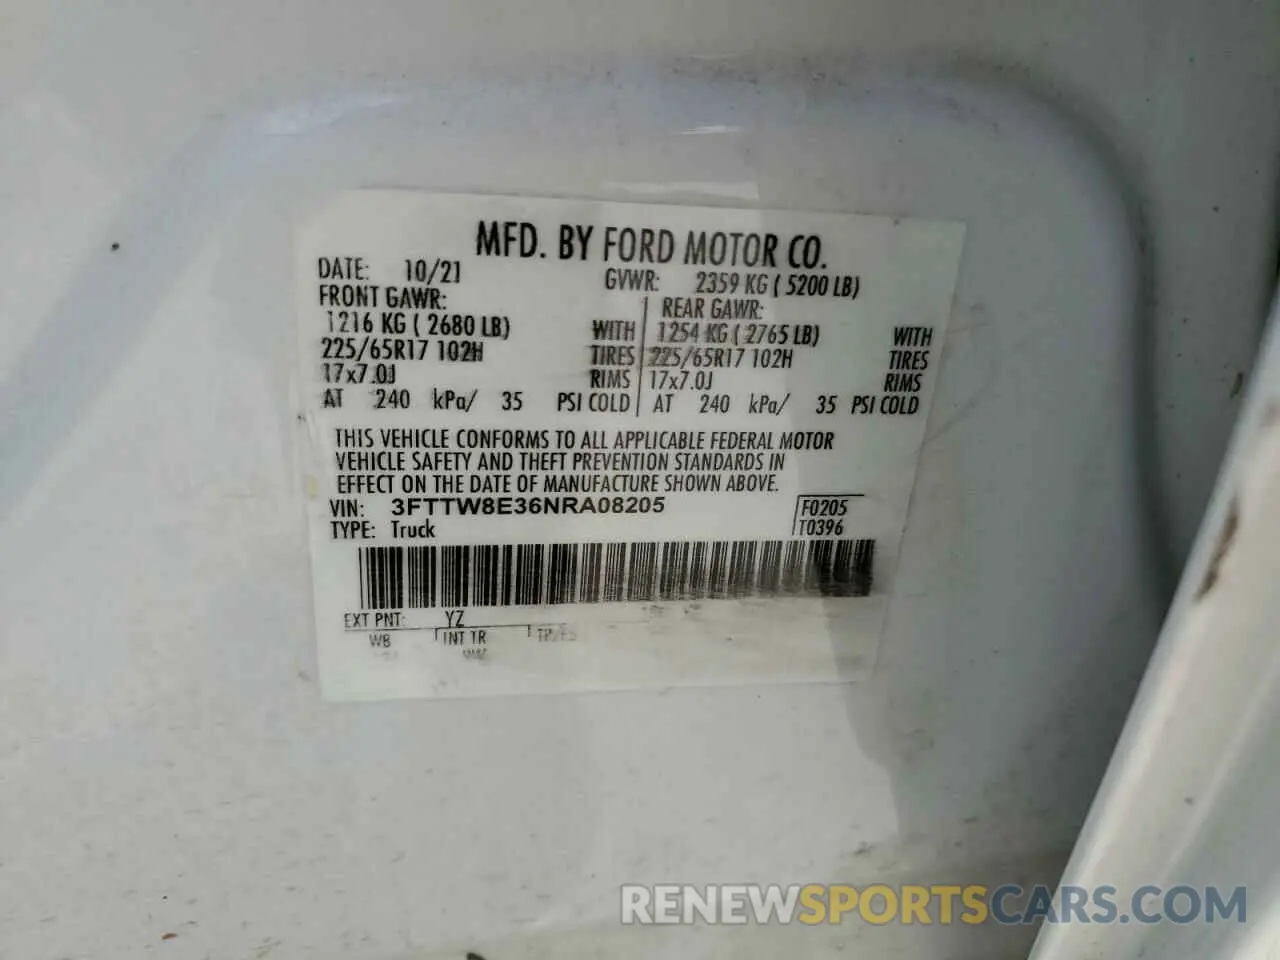 MFD. BY FORD MOTOR CO.
DATE: 10/21 GVWR: 2359 KG ( 5200 LB)
FRONT GAWR: REAR GAWR:
1216 KG ( 2680 LB) WITH 1254 KG ( 2765 LB) WITH
225/65R17 102H TIRES 225/65R17 102H TIRES
17x7.0J RIMS 17x7.0J RIMS
AT 240 kPa/ 35 PSI COLD AT 240 kPa/ 35 PSI COLD
THIS VEHICLE CONFORMS TO ALL APPLICABLE FEDERAL MOTOR
VEHICLE SAFETY AND THEFT PREVENTION STANDARDS IN
EFFECT ON THE DATE OF MANUFACTURE SHOWN ABOVE.
VIN: 3FTTW8E36NRA08205 F0205
TYPE: Truck T0396
EXT PNT: YZ
WB INT TR
RENEWSPORTSCARS.COM